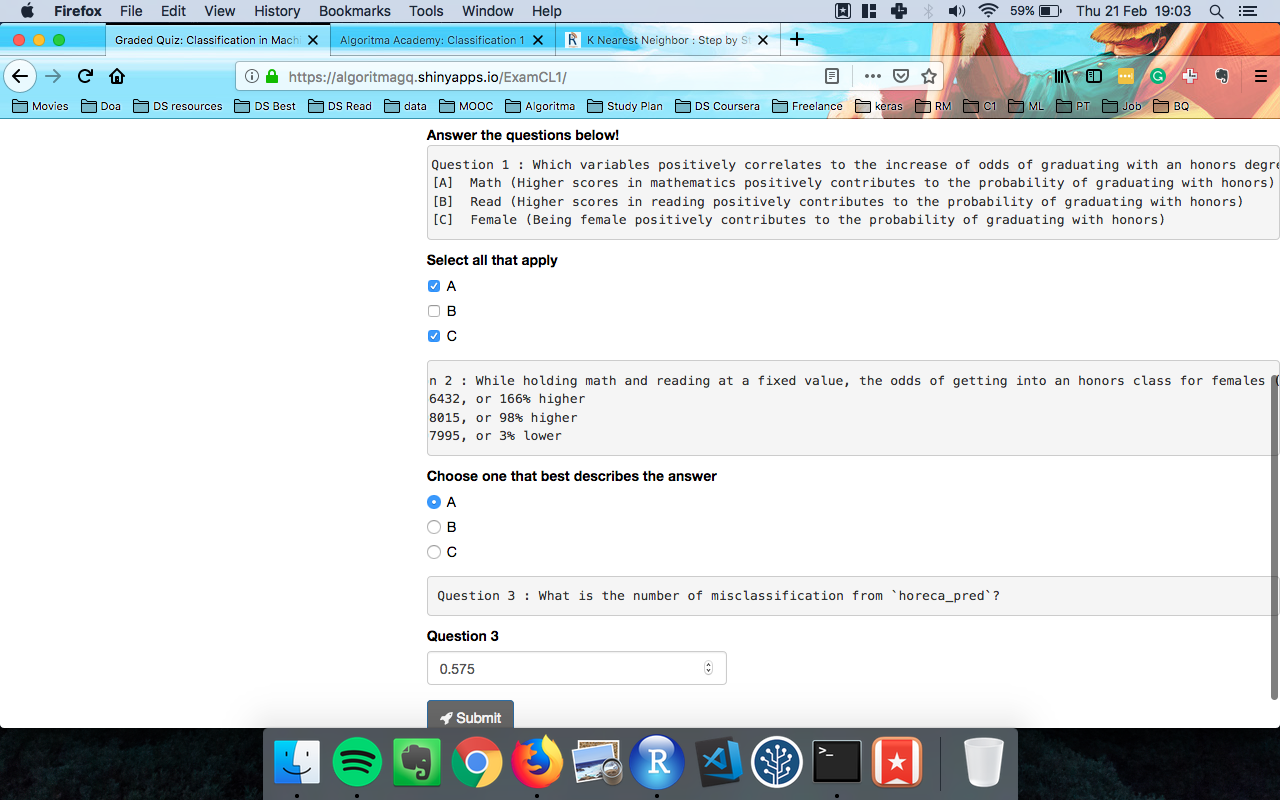 Firefox File Edit View History Bookmarks Tools Window Help 59% Thu 21 Feb 19:03
Graded Quiz: Classification in Mach Algoritma Academy: Classification 1 K Nearest Neighbor : Step by St
https://algoritmagq.shinyapps.io/ExamCL1/
Movies Doa DS resources DS Best DS Read data MOOC Algoritma Study Plan DS Coursera Freelance keras RM C1 ML PT Job BQ
Answer the questions below!
Question 1 : Which variables positively correlates to the increase of odds of graduating with an honors degre
[A] Math (Higher scores in mathematics positively contributes to the probability of graduating with honors)
[B] Read (Higher scores in reading positively contributes to the probability of graduating with honors)
[C] Female (Being female positively contributes to the probability of graduating with honors)
Select all that apply
A
B
C
n 2 : While holding math and reading at a fixed value, the odds of getting into an honors class for females (
6432, or 166% higher
8015, or 98% higher
7995, or 3% lower
Choose one that best describes the answer
A
B
C
Question 3 : What is the number of misclassification from `horeca_pred`?
Question 3
0.575
Submit
R
>_